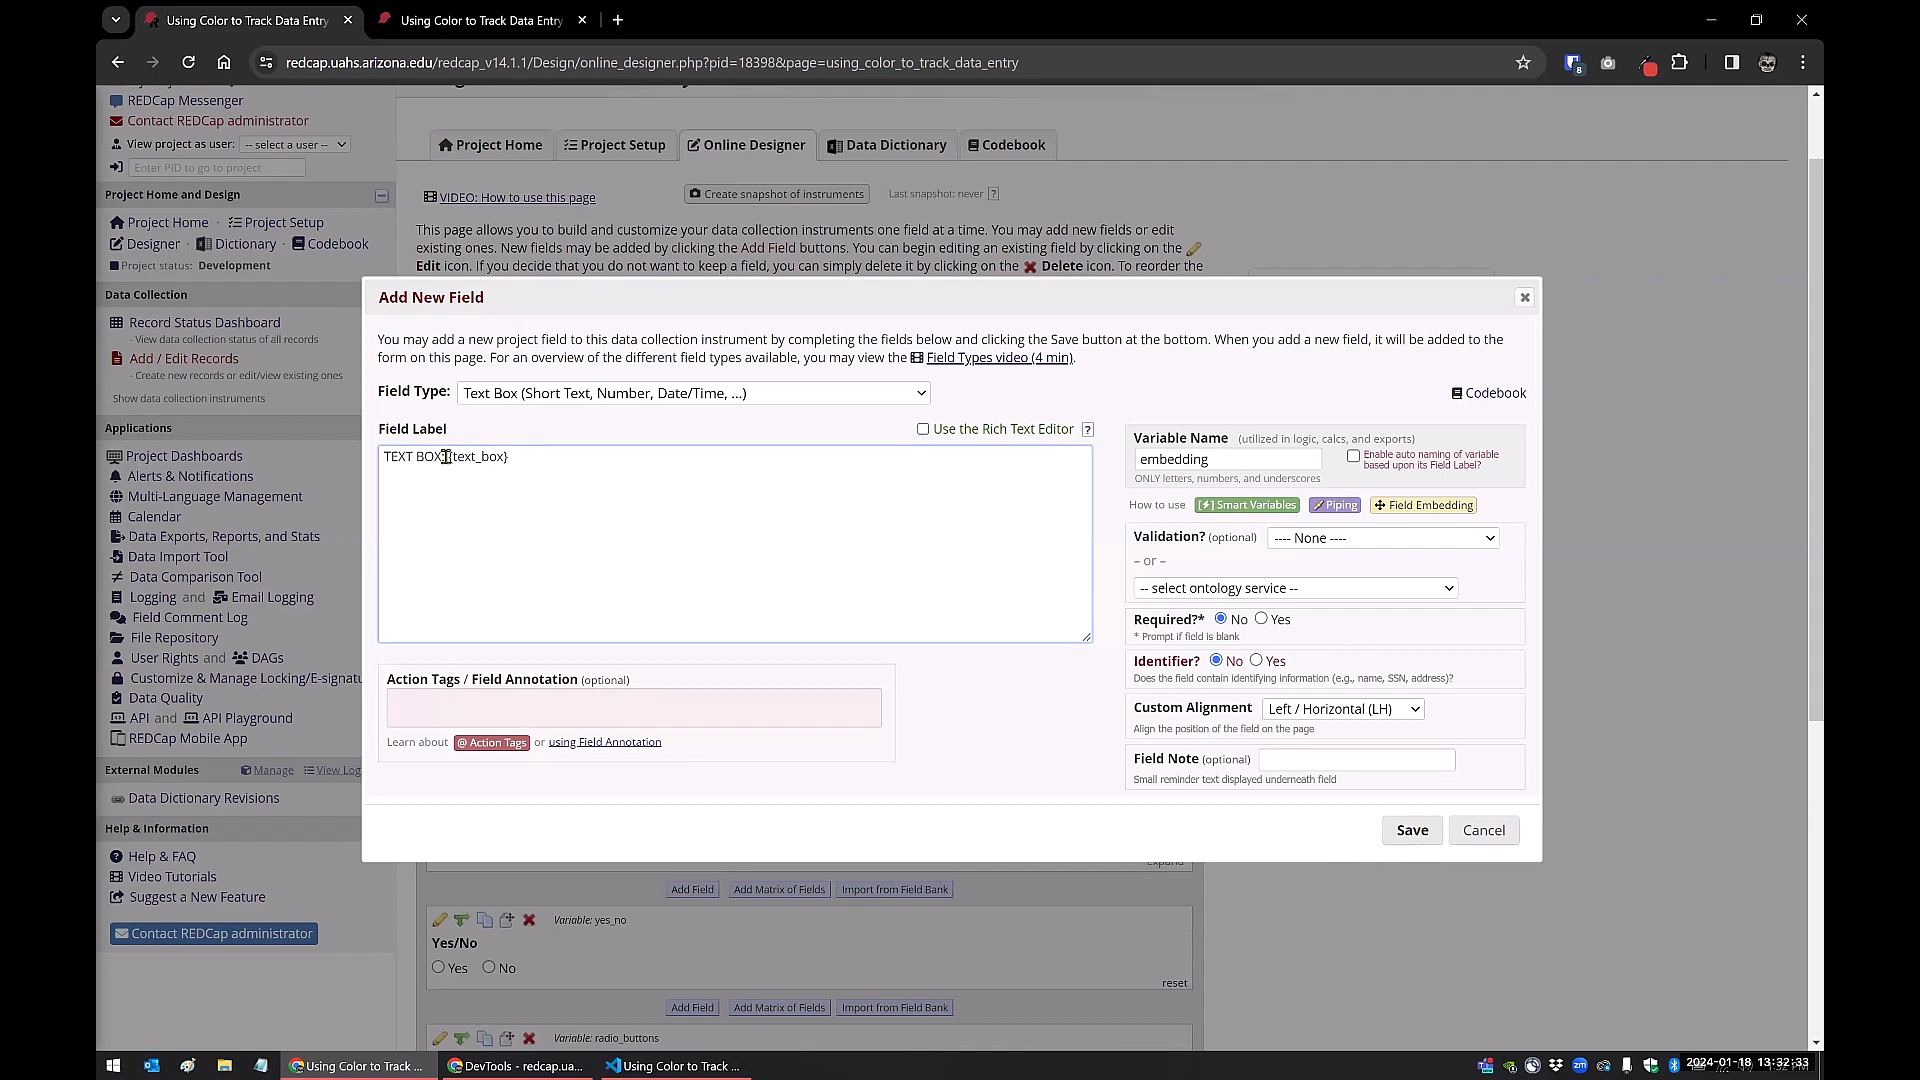 Using Color to Track Data Entry
Using Color to Track Data Entry
redcap.uahs.arizona.edu/redcap_v14.1.1/Design/online_designer.php?pid=18398&page=using_color_to_track_data_entry
8
REDCap Messenger
Contact REDCap administrator
View project as user: -- select a user --
Enter PID to go to project
Project Home and Design
Project Home · Project Setup
Designer · Dictionary · Codebook
Project status: Development
Data Collection
Record Status Dashboard
- View data collection status of all records
Add / Edit Records
- Create new records or edit/view existing ones
Show data collection instruments
Applications
Project Dashboards
Alerts & Notifications
Multi-Language Management
Calendar
Data Exports, Reports, and Stats
Data Import Tool
Data Comparison Tool
Logging and Email Logging
Field Comment Log
File Repository
User Rights and DAGs
Customize & Manage Locking/E-signatu
Data Quality
API and API Playground
REDCap Mobile App
External Modules Manage View Log
Data Dictionary Revisions
Help & Information
Help & FAQ
Video Tutorials
Suggest a New Feature
Contact REDCap administrator
Project Home Project Setup Online Designer Data Dictionary Codebook
VIDEO: How to use this page Create snapshot of instruments Last snapshot: never ?
This page allows you to build and customize your data collection instruments one field at a time. You may add new fields or edit
existing ones. New fields may be added by clicking the Add Field buttons. You can begin editing an existing field by clicking on the
Edit icon. If you decide that you do not want to keep a field, you can simply delete it by clicking on the Delete icon. To reorder the
Add New Field
You may add a new project field to this data collection instrument by completing the fields below and clicking the Save button at the bottom. When you add a new field, it will be added to the
form on this page. For an overview of the different field types available, you may view the Field Types video (4 min).
Field Type: Text Box (Short Text, Number, Date/Time, ...)
Codebook
Field Label
Use the Rich Text Editor ?
TEXT BOX {text_box}
Action Tags / Field Annotation (optional)
Learn about @ Action Tags or using Field Annotation
Variable Name (utilized in logic, calcs, and exports)
embedding
ONLY letters, numbers, and underscores
Enable auto naming of variable
based upon its Field Label?
How to use [⚡] Smart Variables Piping Field Embedding
Validation? (optional) ---- None ----
– or –
-- select ontology service --
Required?* No Yes
* Prompt if field is blank
Identifier? No Yes
Does the field contain identifying information (e.g., name, SSN, address)?
Custom Alignment Left / Horizontal (LH)
Align the position of the field on the page
Field Note (optional)
Small reminder text displayed underneath field
Save Cancel
Expand
Add Field Add Matrix of Fields Import from Field Bank
Variable: yes_no
Yes/No
Yes No
reset
Add Field Add Matrix of Fields Import from Field Bank
Variable: radio_buttons
Using Color to Track ...
DevTools - redcap.ua...
Using Color to Track ...
zm
2024-01-18 13:32:33